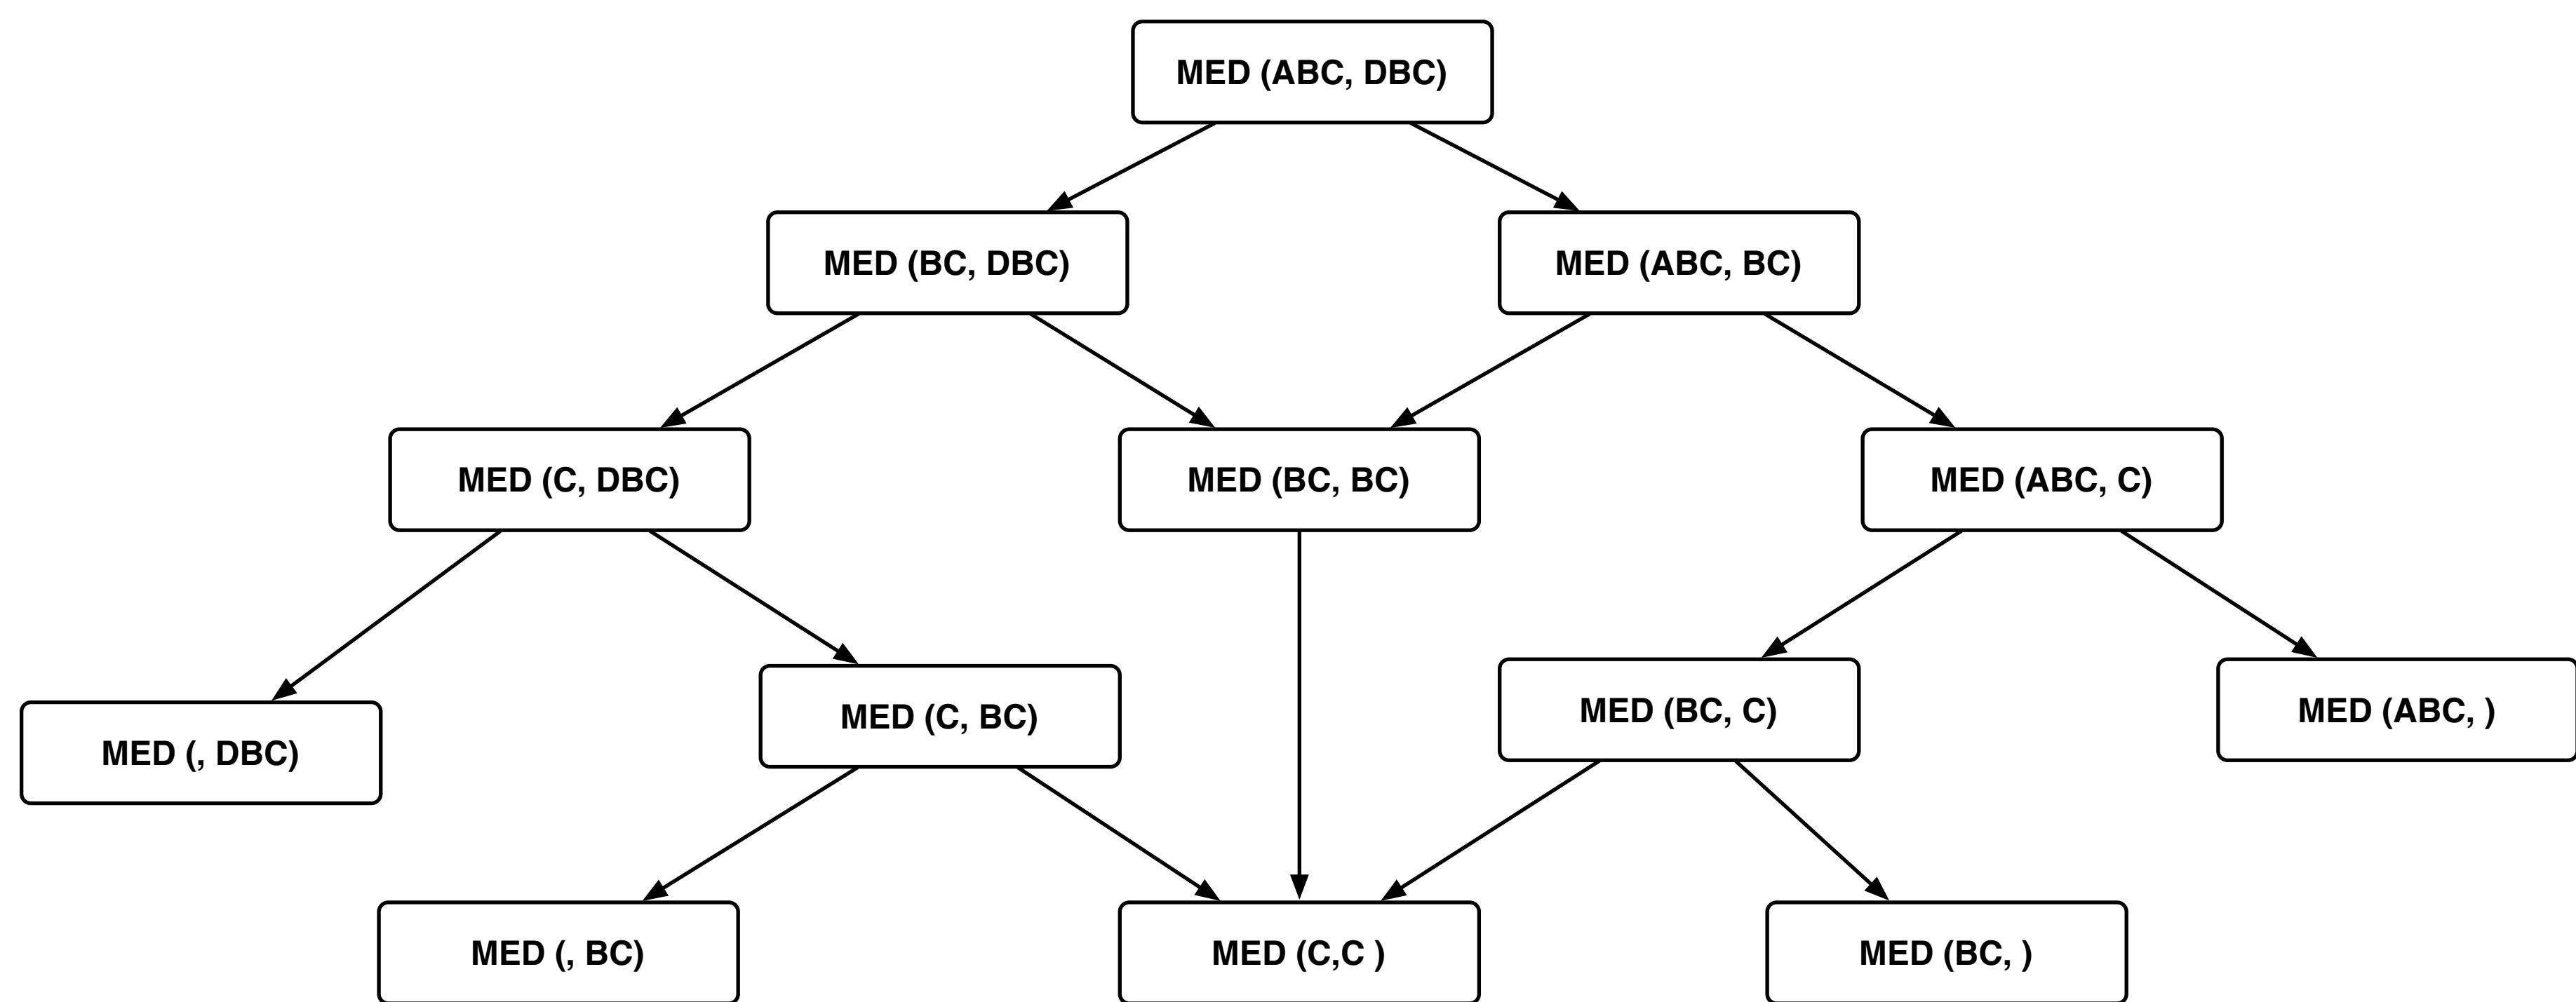 MED (ABC, DBC)
MED (BC, DBC)
MED (ABC, BC)
MED (C, DBC)
MED (BC, BC)
MED (ABC, C)
MED (, DBC)
MED (C, BC)
MED (BC, C)
MED (ABC, )
MED (, BC)
MED (C,C )
MED (BC, )